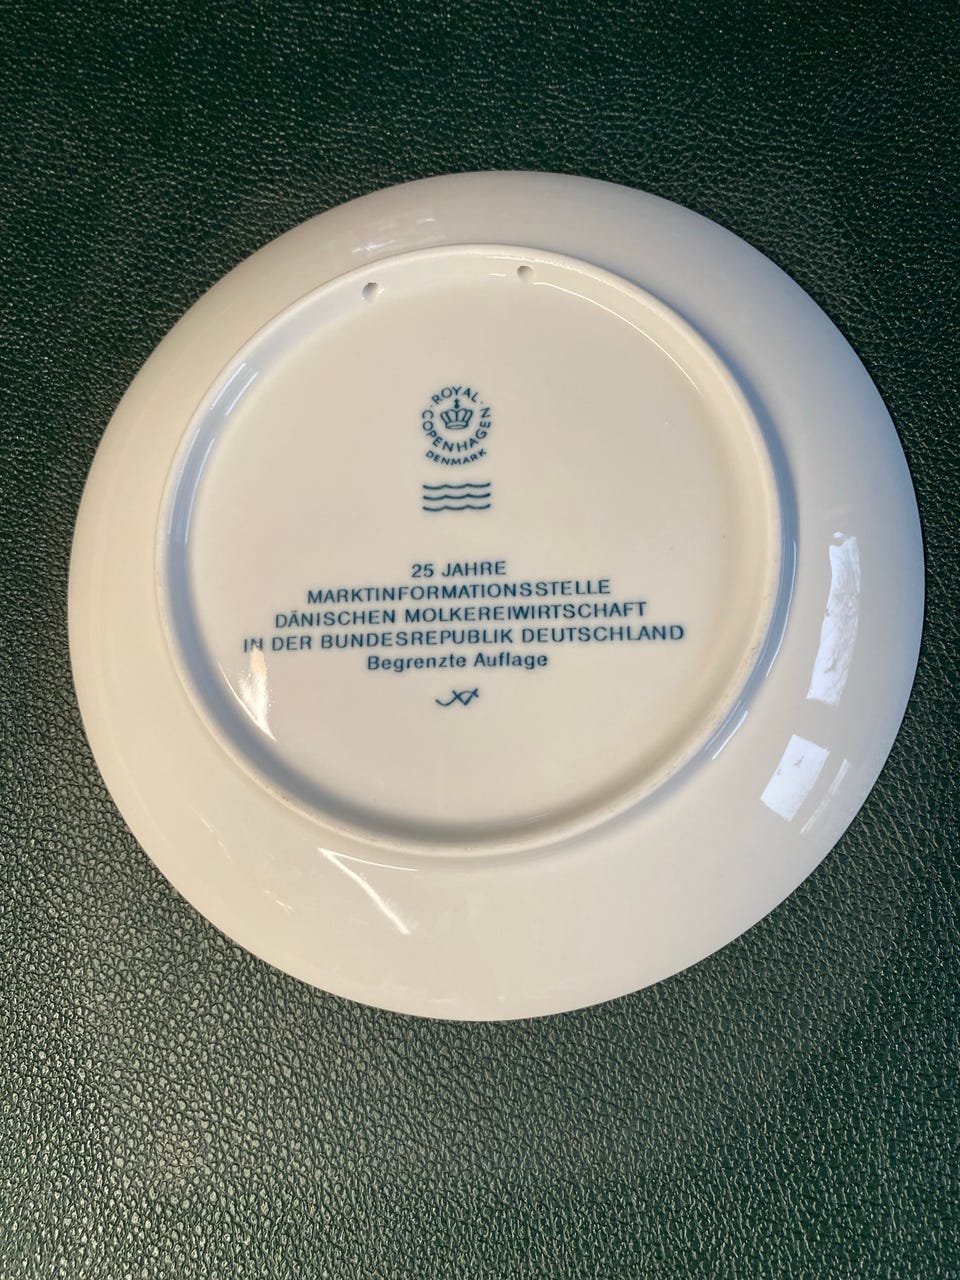 ROYAL
COPENHAGEN
DENMARK
25 JAHRE
MARKTINFORMATIONSSTELLE
DÄNISCHEN MOLKEREIWIRTSCHAFT
IN DER BUNDESREPUBLIK DEUTSCHLAND
Begrenzte Auflage